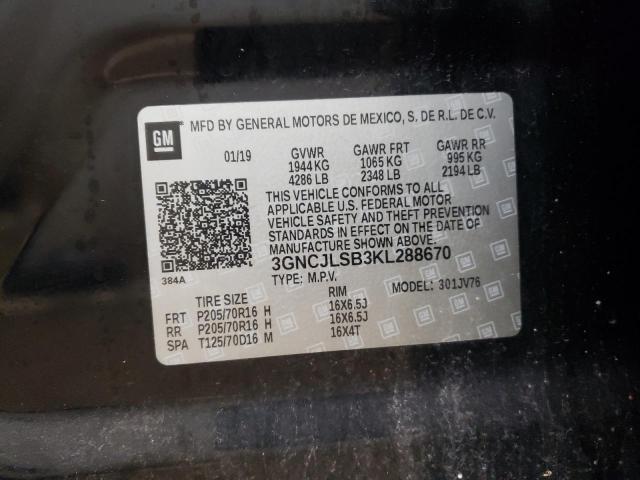 GM
MFD BY GENERAL MOTORS DE MEXICO, S. DE R.L. DE C.V.
01/19 GVWR GAWR FRT GAWR RR
1944 KG 1065 KG 995 KG
4286 LB 2348 LB 2194 LB
THIS VEHICLE CONFORMS TO ALL
APPLICABLE U.S. FEDERAL MOTOR
VEHICLE SAFETY AND THEFT PREVENTION
STANDARDS IN EFFECT ON THE DATE OF
MANUFACTURE SHOWN ABOVE.
384A 3GNCJLSB3KL288670
TYPE: M.P.V. MODEL: 301JV76
TIRE SIZE RIM
FRT P205/70R16 H 16X6.5J
RR P205/70R16 H 16X6.5J
SPA T125/70D16 M 16X4T